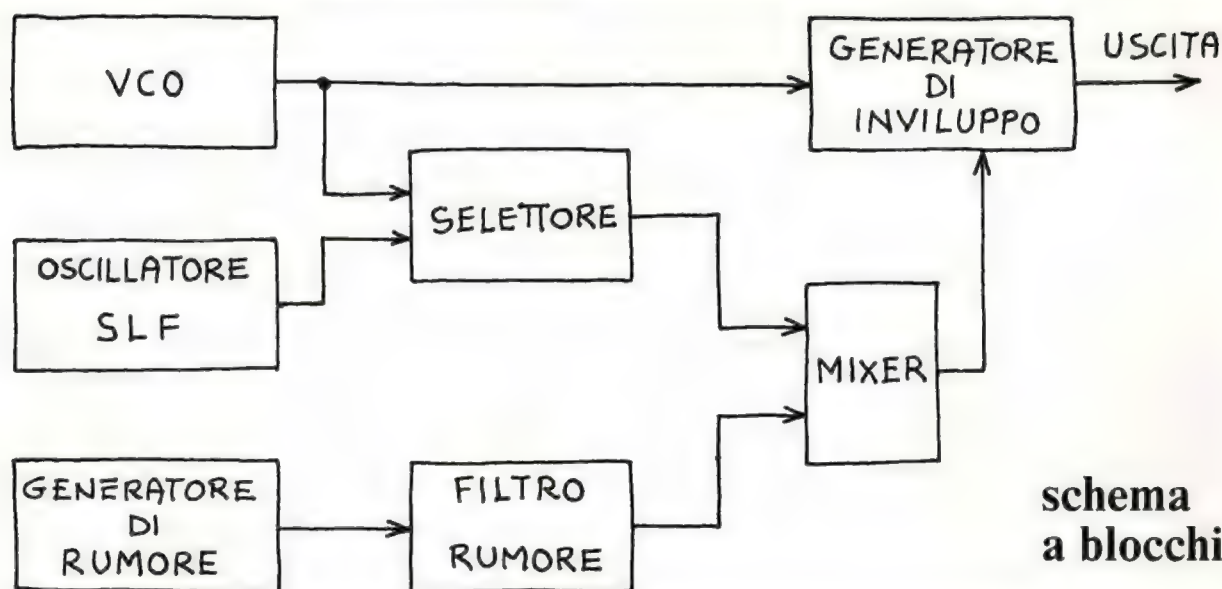 VCO
GENERATORE
DI
INVILUPPO
USCITA
SELETTORE
OSCILLATORE
SLF
MIXER
GENERATORE
DI
RUMORE
FILTRO
RUMORE
schema
a blocchi